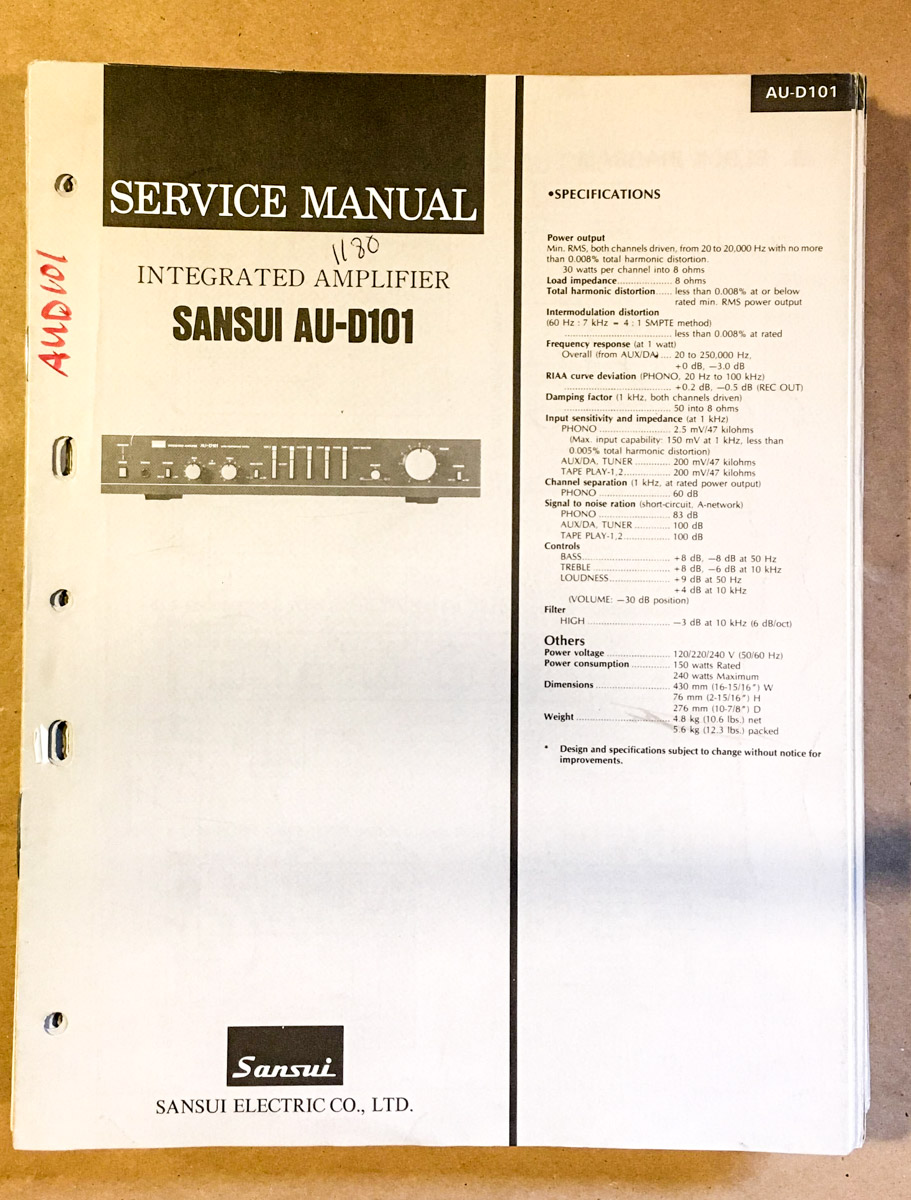 SERVICE MANUAL
1180
INTEGRATED AMPLIFIER
SANSUI AU-D101
AUD101
Sansui
SANSUI ELECTRIC CO., LTD.
AU-D101
•SPECIFICATIONS
Power output
Min. RMS, both channels driven, from 20 to 20,000 Hz with no more
than 0.008% total harmonic distortion.
30 watts per channel into 8 ohms
Load impedance................... 8 ohms
Total harmonic distortion...... less than 0.008% at or below
rated min. RMS power output
Intermodulation distortion
(60 Hz : 7 kHz = 4 : 1 SMPTE method)
..................................... less than 0.008% at rated
Frequency response (at 1 watt)
Overall (from AUX/DA) .... 20 to 250,000 Hz,
+0 dB, −3.0 dB
RIAA curve deviation (PHONO, 20 Hz to 100 kHz)
..................................... +0.2 dB, −0.5 dB (REC OUT)
Damping factor (1 kHz, both channels driven)
..................................... 50 into 8 ohms
Input sensitivity and impedance (at 1 kHz)
PHONO ......................... 2.5 mV/47 kilohms
(Max. input capability: 150 mV at 1 kHz, less than
0.005% total harmonic distortion)
AUX/DA, TUNER ............ 200 mV/47 kilohms
TAPE PLAY-1,2................ 200 mV/47 kilohms
Channel separation (1 kHz, at rated power output)
PHONO ......................... 60 dB
Signal to noise ration (short-circuit, A-network)
PHONO ......................... 83 dB
AUX/DA, TUNER ............ 100 dB
TAPE PLAY-1,2................ 100 dB
Controls
BASS.............................. +8 dB, −8 dB at 50 Hz
TREBLE .......................... +8 dB, −6 dB at 10 kHz
LOUDNESS..................... +9 dB at 50 Hz
+4 dB at 10 kHz
(VOLUME: −30 dB position)
Filter
HIGH ............................. −3 dB at 10 kHz (6 dB/oct)
Others
Power voltage ...................... 120/220/240 V (50/60 Hz)
Power consumption ............. 150 watts Rated
240 watts Maximum
Dimensions .......................... 430 mm (16-15/16") W
76 mm (2-15/16") H
276 mm (10-7/8") D
Weight ................................. 4.8 kg (10.6 lbs.) net
5.6 kg (12.3 lbs.) packed
* Design and specifications subject to change without notice for
improvements.